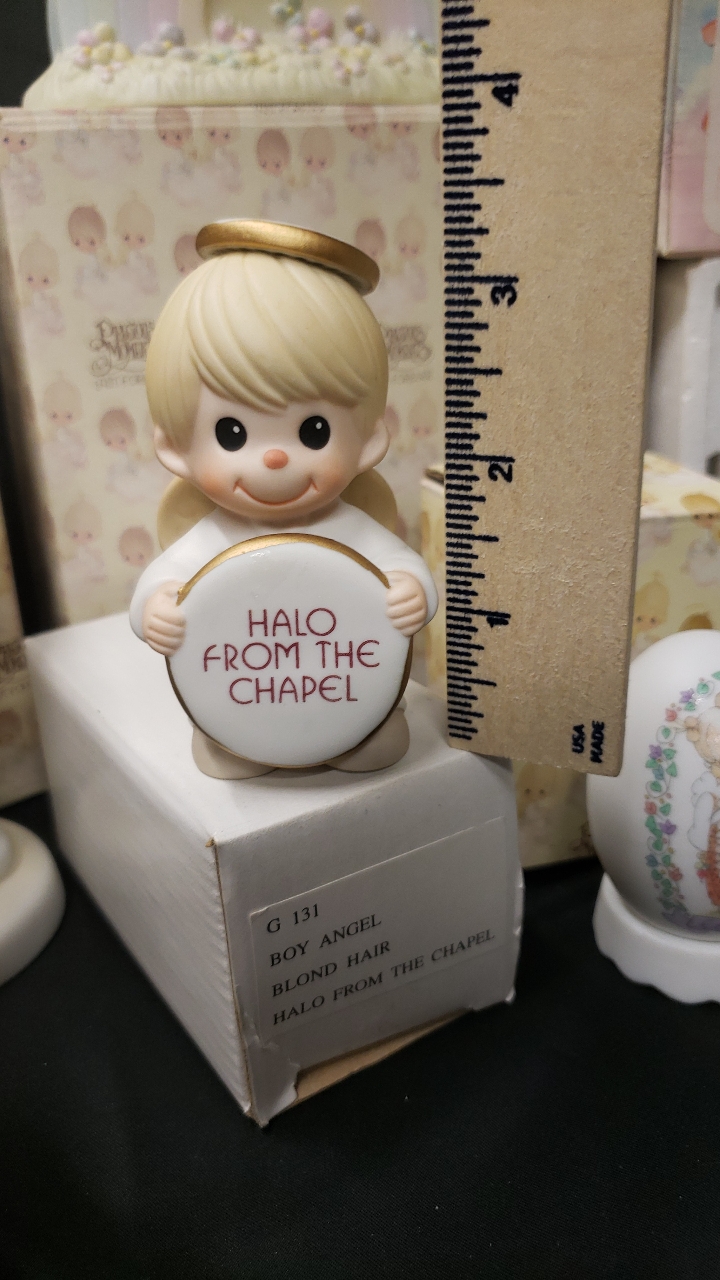 4
3
2
1
USA
MADE
HALO
FROM THE
CHAPEL
G 131
BOY ANGEL
BLOND HAIR
HALO FROM THE CHAPEL